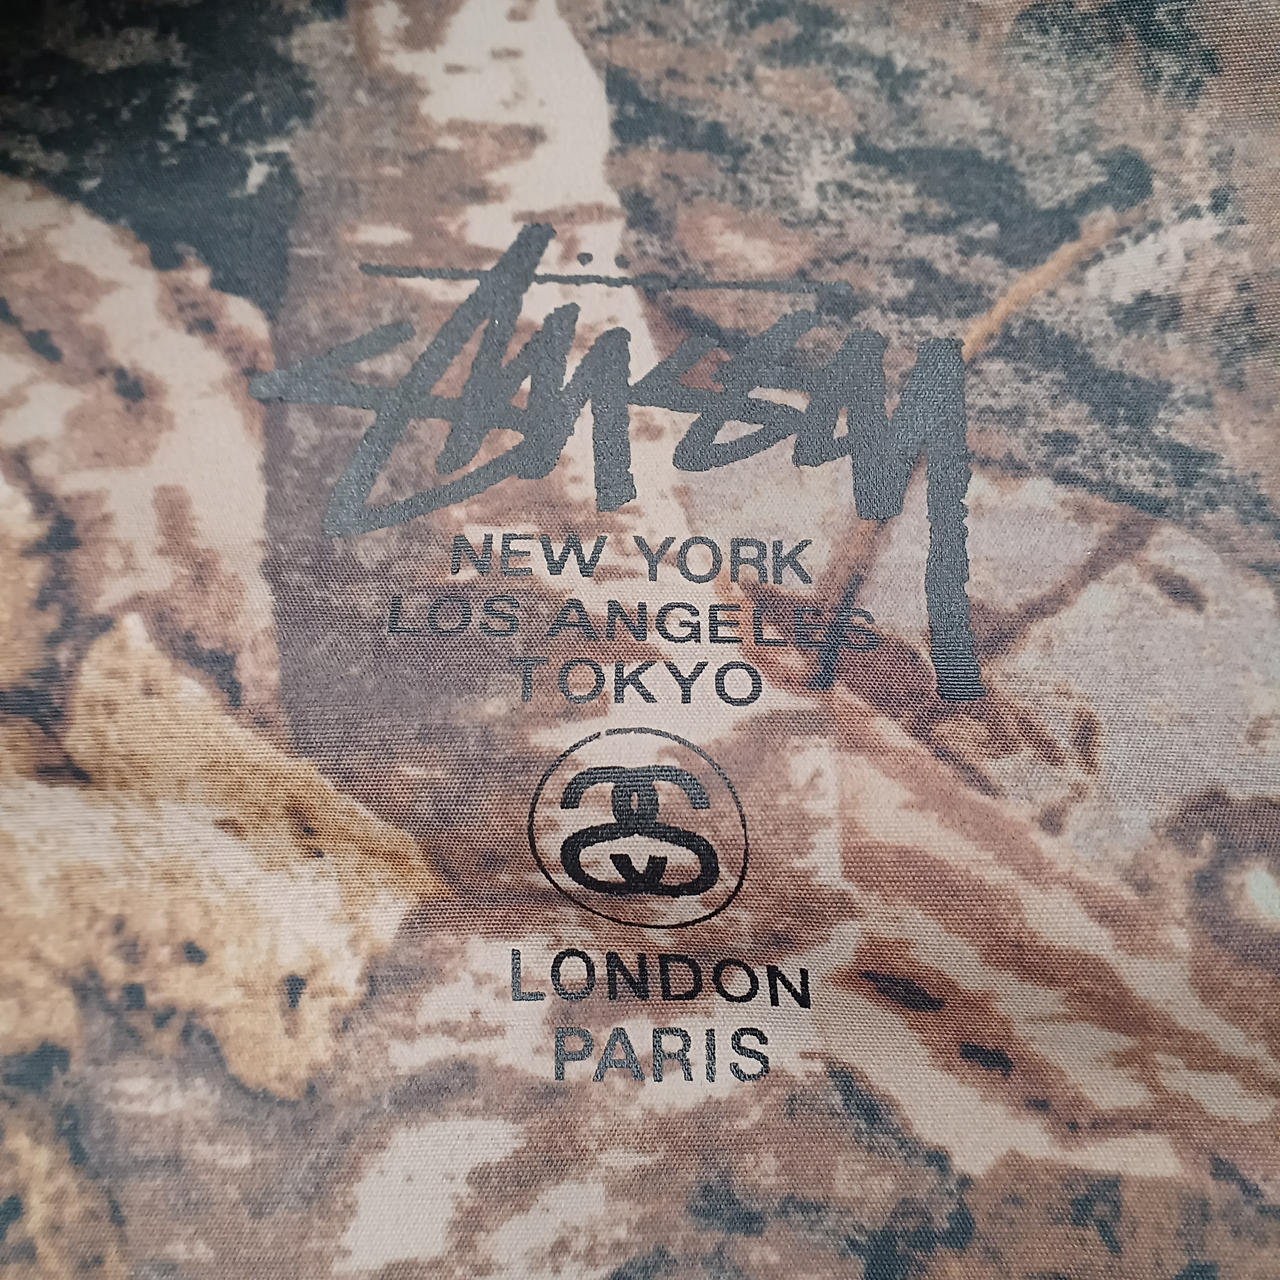 Stüssy
NEW YORK
LOS ANGELES
TOKYO
LONDON
PARIS